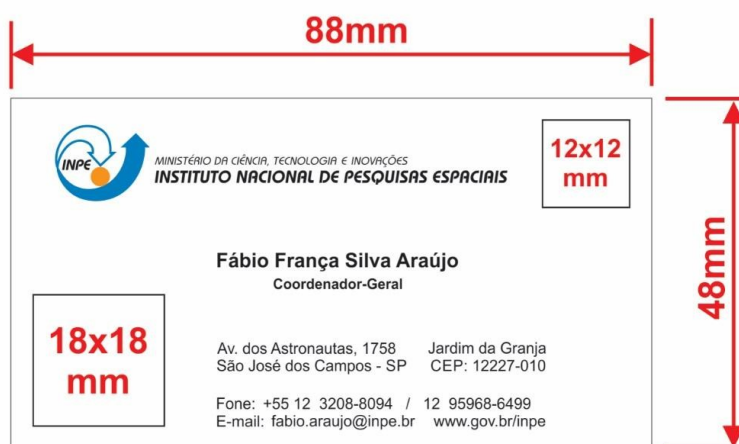 88mm
INPE
MINISTÉRIO DA CIÊNCIA, TECNOLOGIA E INOVAÇÕES
INSTITUTO NACIONAL DE PESQUISAS ESPACIAIS
12x12
mm
48mm
Fábio França Silva Araújo
Coordenador-Geral
18x18
mm
Av. dos Astronautas, 1758 Jardim da Granja
São José dos Campos - SP CEP: 12227-010
Fone: +55 12 3208-8094 / 12 95968-6499
E-mail: fabio.araujo@inpe.br www.gov.br/inpe